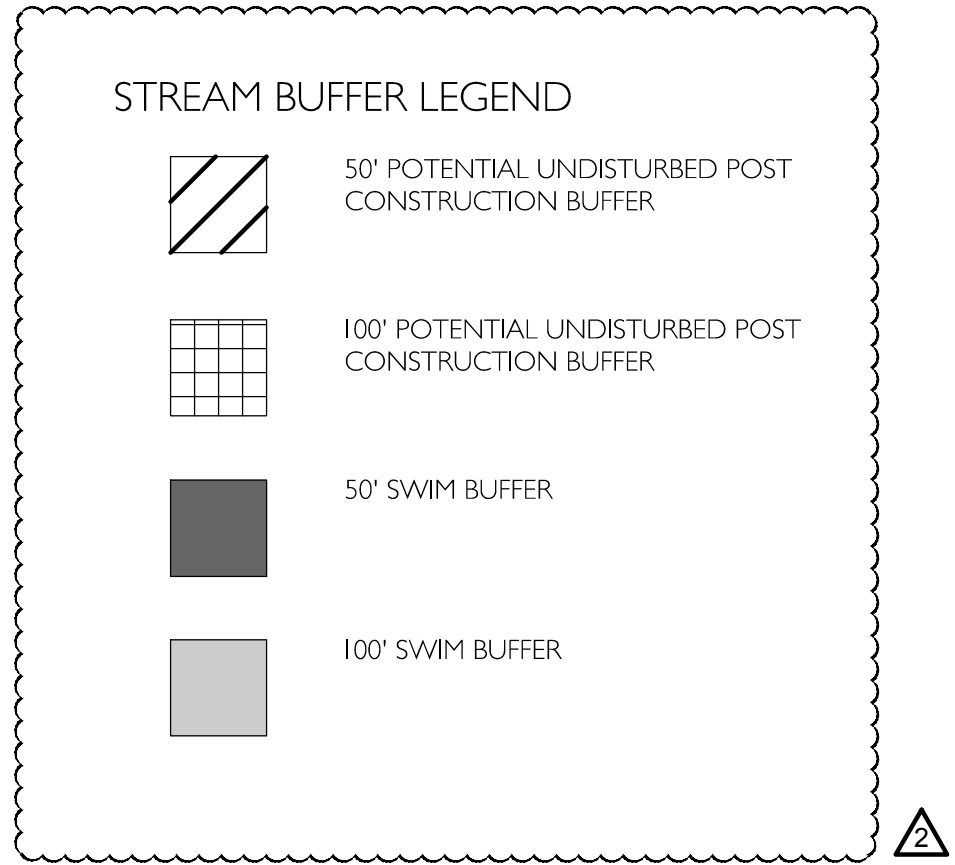 STREAM BUFFER LEGEND
50' POTENTIAL UNDISTURBED POST
CONSTRUCTION BUFFER
100' POTENTIAL UNDISTURBED POST
CONSTRUCTION BUFFER
50' SWIM BUFFER
100' SWIM BUFFER
2